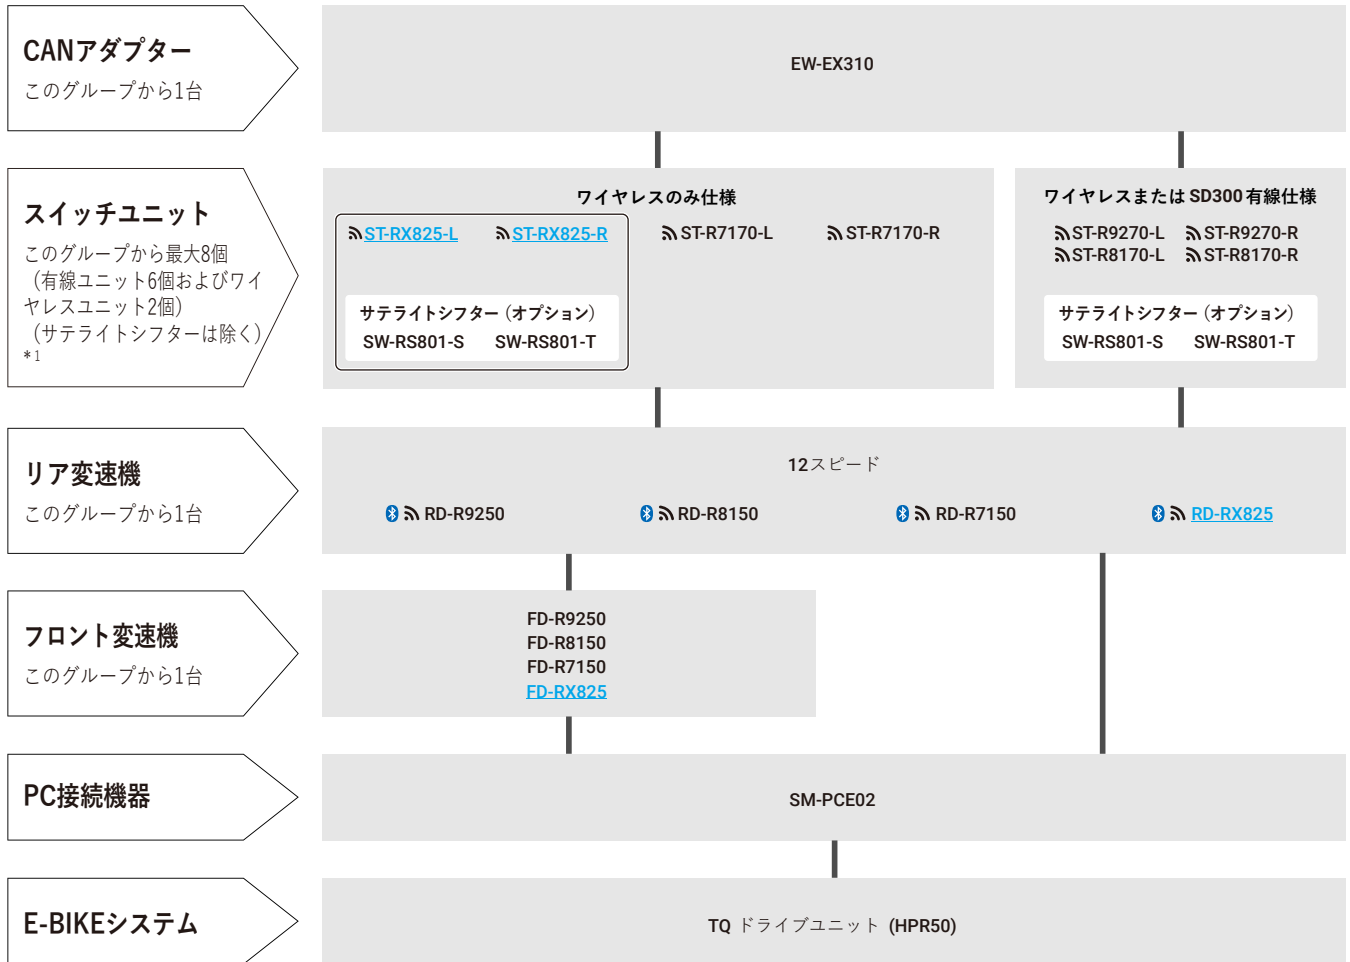 CANアダプター
このグループから1台
EW-EX310
スイッチユニット
このグループから最大8個
（有線ユニット6個およびワイ
ヤレスユニット2個）
（サテライトシフターは除く）
*1
ワイヤレスのみ仕様
ST-RX825-L ST-RX825-R ST-R7170-L ST-R7170-R
サテライトシフター（オプション）
SW-RS801-S SW-RS801-T
ワイヤレスまたは SD300 有線仕様
ST-R9270-L ST-R9270-R
ST-R8170-L ST-R8170-R
サテライトシフター（オプション）
SW-RS801-S SW-RS801-T
リア変速機
このグループから1台
12スピード
RD-R9250 RD-R8150 RD-R7150 RD-RX825
フロント変速機
このグループから1台
FD-R9250
FD-R8150
FD-R7150
FD-RX825
PC接続機器
SM-PCE02
E-BIKEシステム
TQ ドライブユニット (HPR50)